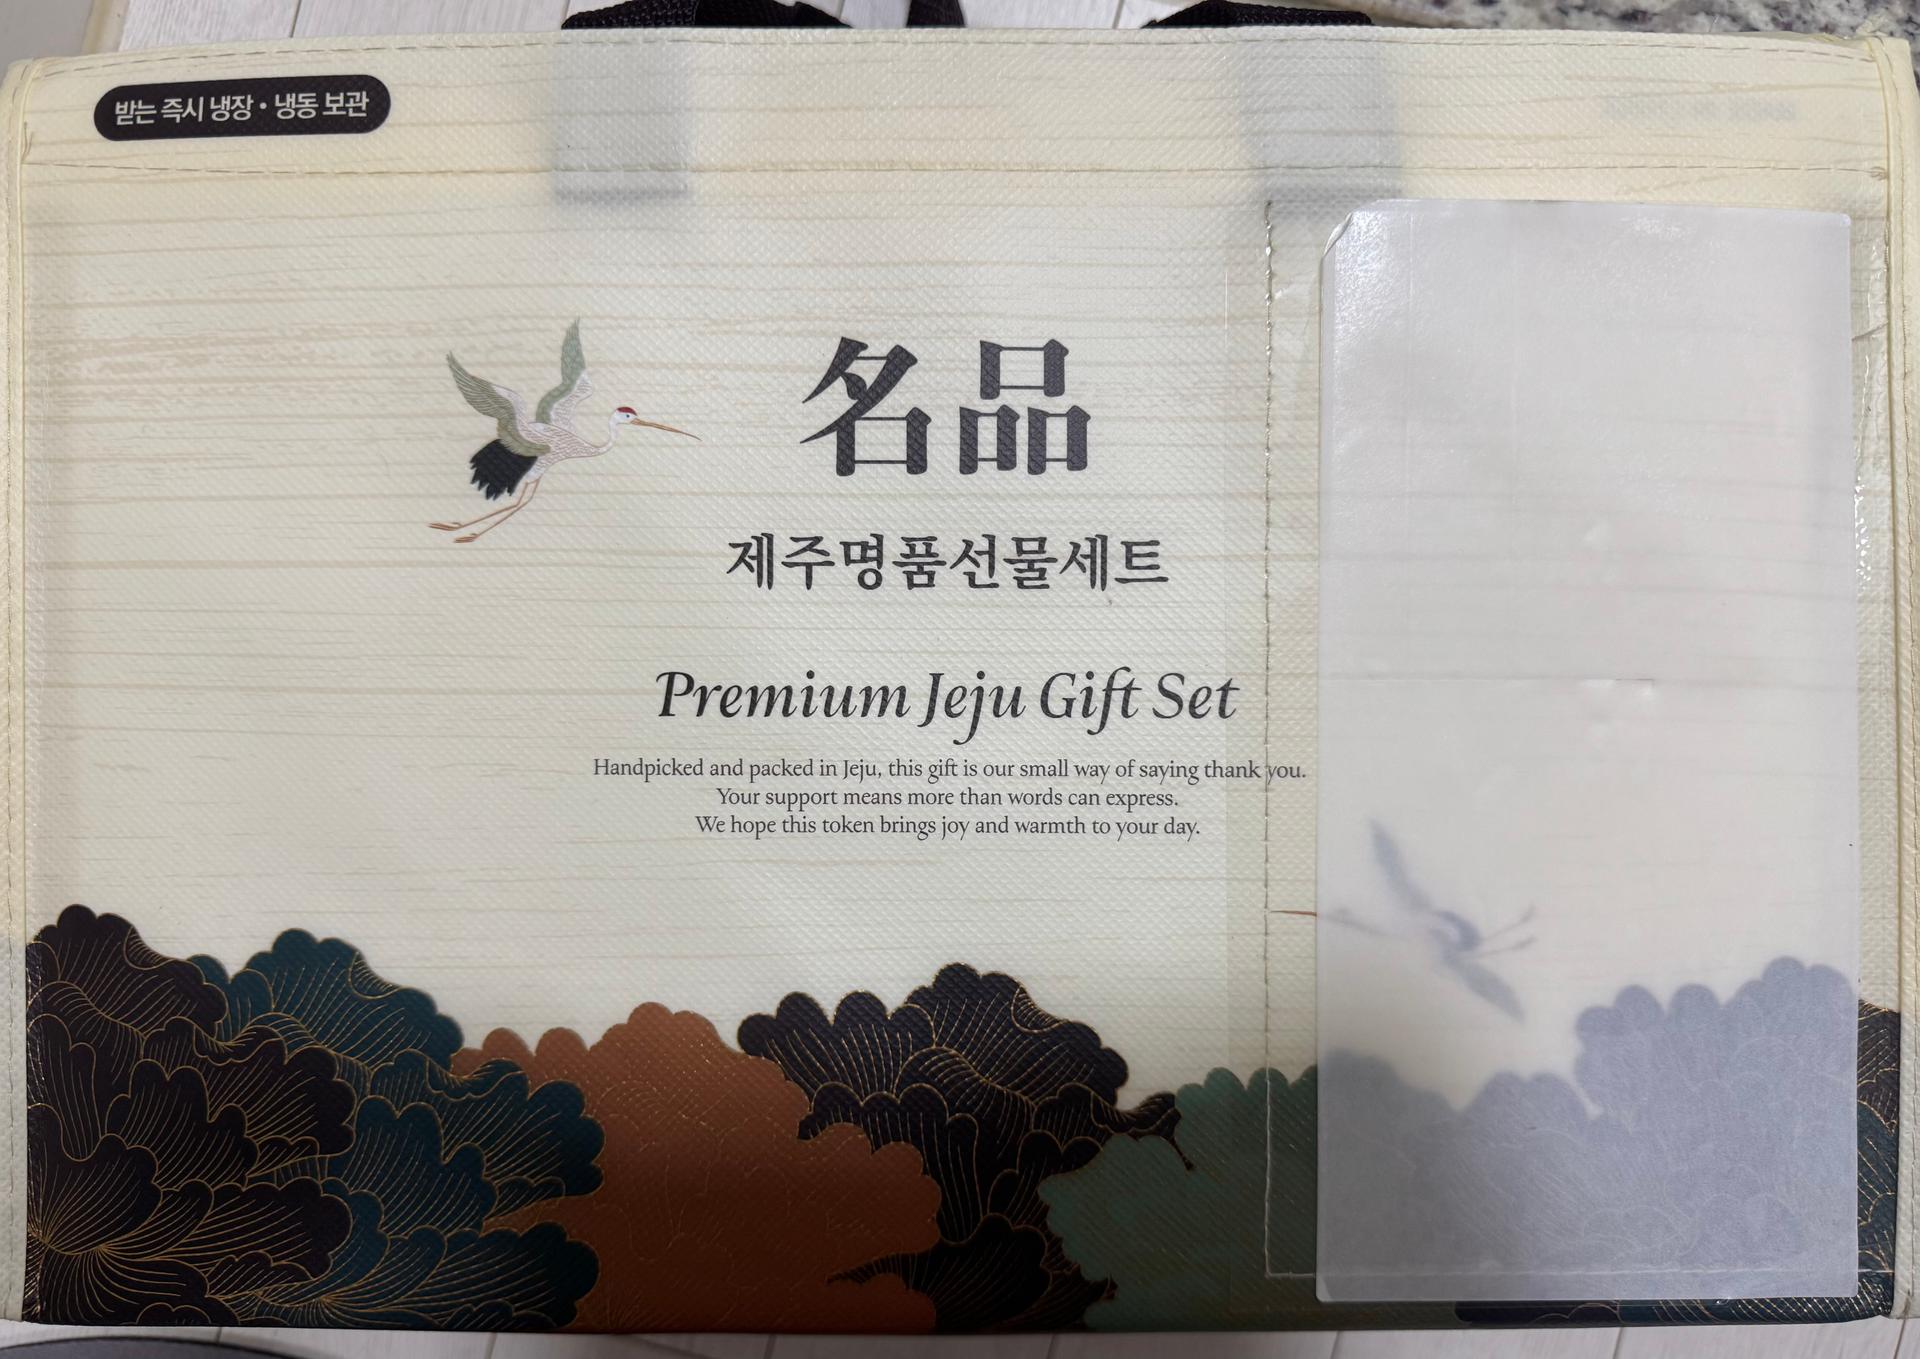 받는 즉시 냉장 • 냉동 보관
名品
제주명품선물세트
Premium Jeju Gift Set
Handpicked and packed in Jeju, this gift is our small way of saying thank you.
Your support means more than words can express.
We hope this token brings joy and warmth to your day.